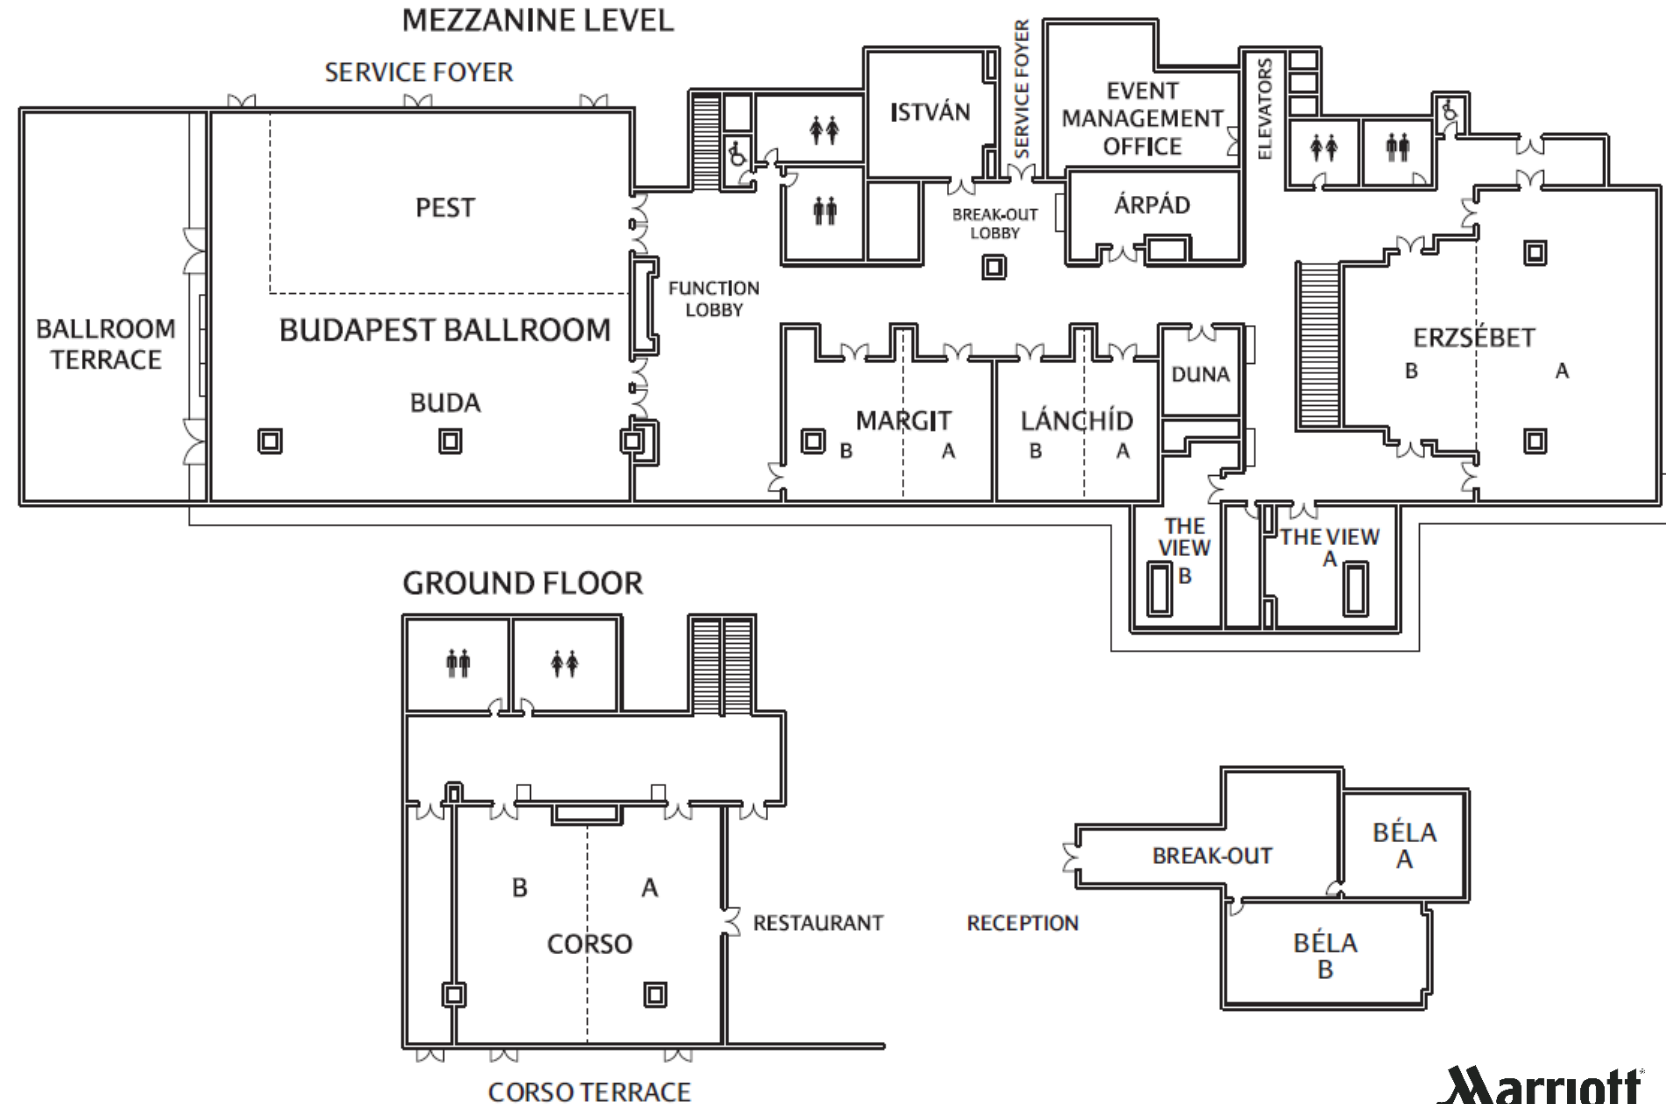 MEZZANINE LEVEL
SERVICE FOYER
SERVICE FOYER
ISTVÁN
EVENT
MANAGEMENT
OFFICE
ELEVATORS
PEST
BREAK-OUT
LOBBY
ÁRPÁD
FUNCTION
LOBBY
BALLROOM
TERRACE
BUDAPEST BALLROOM
BUDA
ERZSÉBET
B
A
DUNA
MARGIT
B
A
LÁNCHÍD
B
A
THE
VIEW
B
THE VIEW
A
GROUND FLOOR
B
A
CORSO
RESTAURANT
RECEPTION
BREAK-OUT
BÉLA
A
BÉLA
B
CORSO TERRACE
Marriott